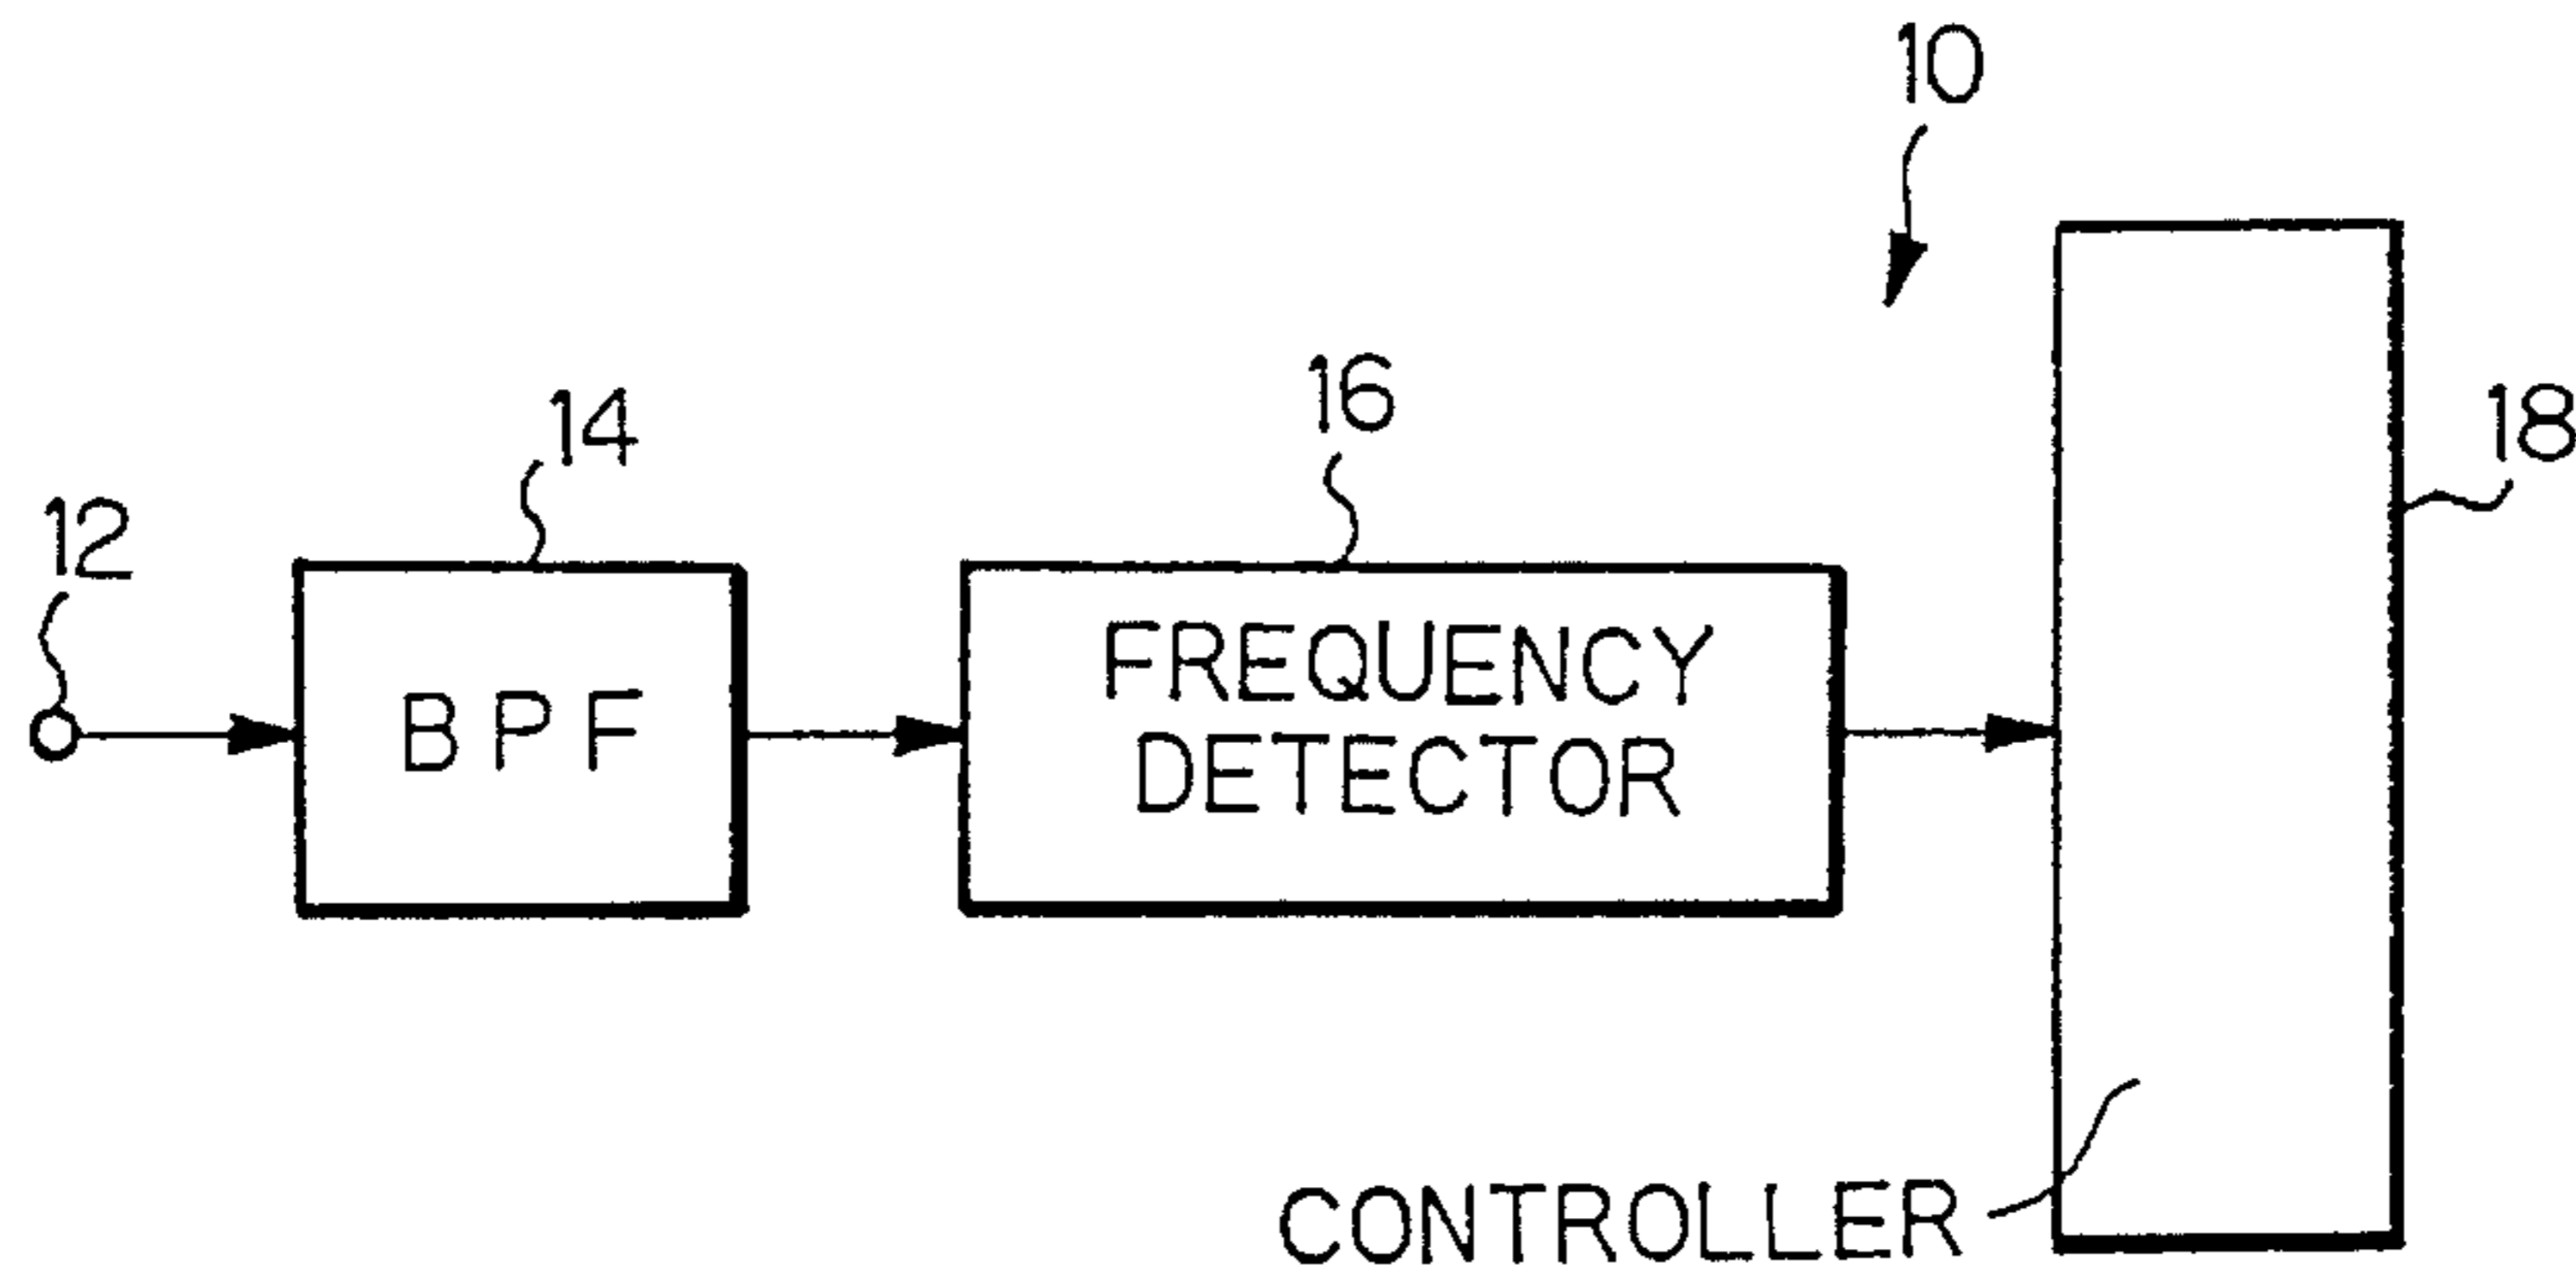 10
16
14
18
12
BPF
FREQUENCY
DETECTOR
CONTROLLER